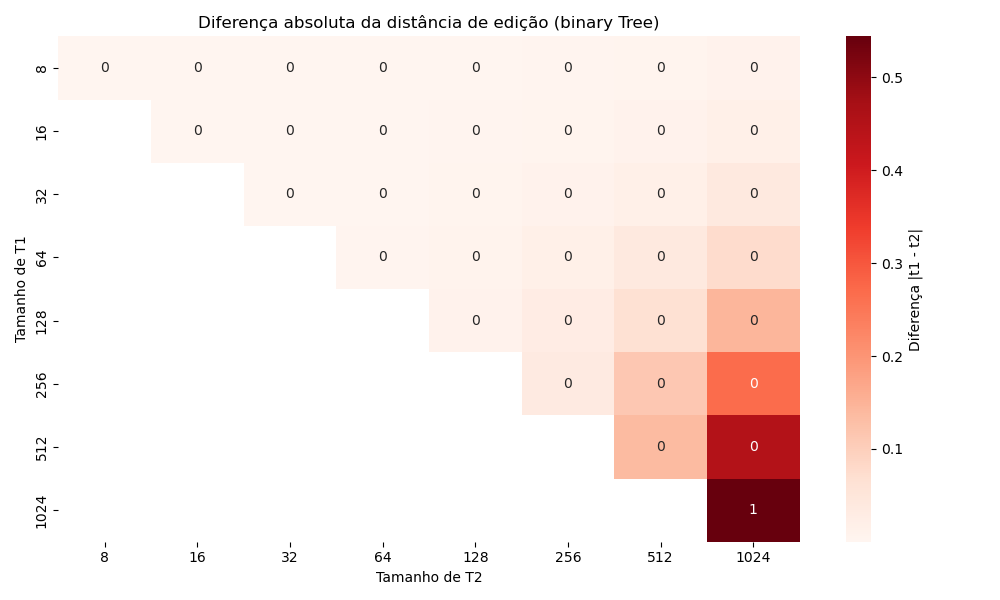 Diferença absoluta da distância de edição (binary Tree)
8 0 0 0 0 0 0 0 0
16 0 0 0 0 0 0 0
32 0 0 0 0 0 0
64 0 0 0 0 0
128 0 0 0 0
256 0 0 0
512 0 0
1024 1
8 16 32 64 128 256 512 1024
Tamanho de T1
Tamanho de T2
0.5
0.4
0.3
0.2
0.1
Diferença |t1 - t2|